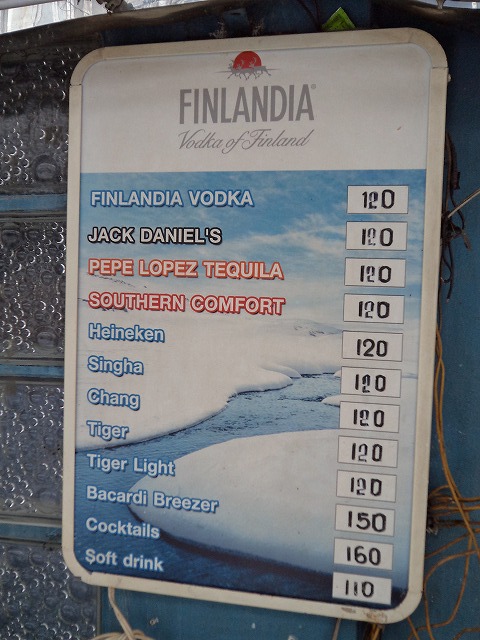 FINLANDIA
Vodka of Finland
FINLANDIA VODKA 120
JACK DANIEL'S 120
PEPE LOPEZ TEQUILA 120
SOUTHERN COMFORT 120
Heineken 120
Singha 120
Chang 120
Tiger 120
Tiger Light 120
Bacardi Breezer 150
Cocktails 160
Soft drink 110